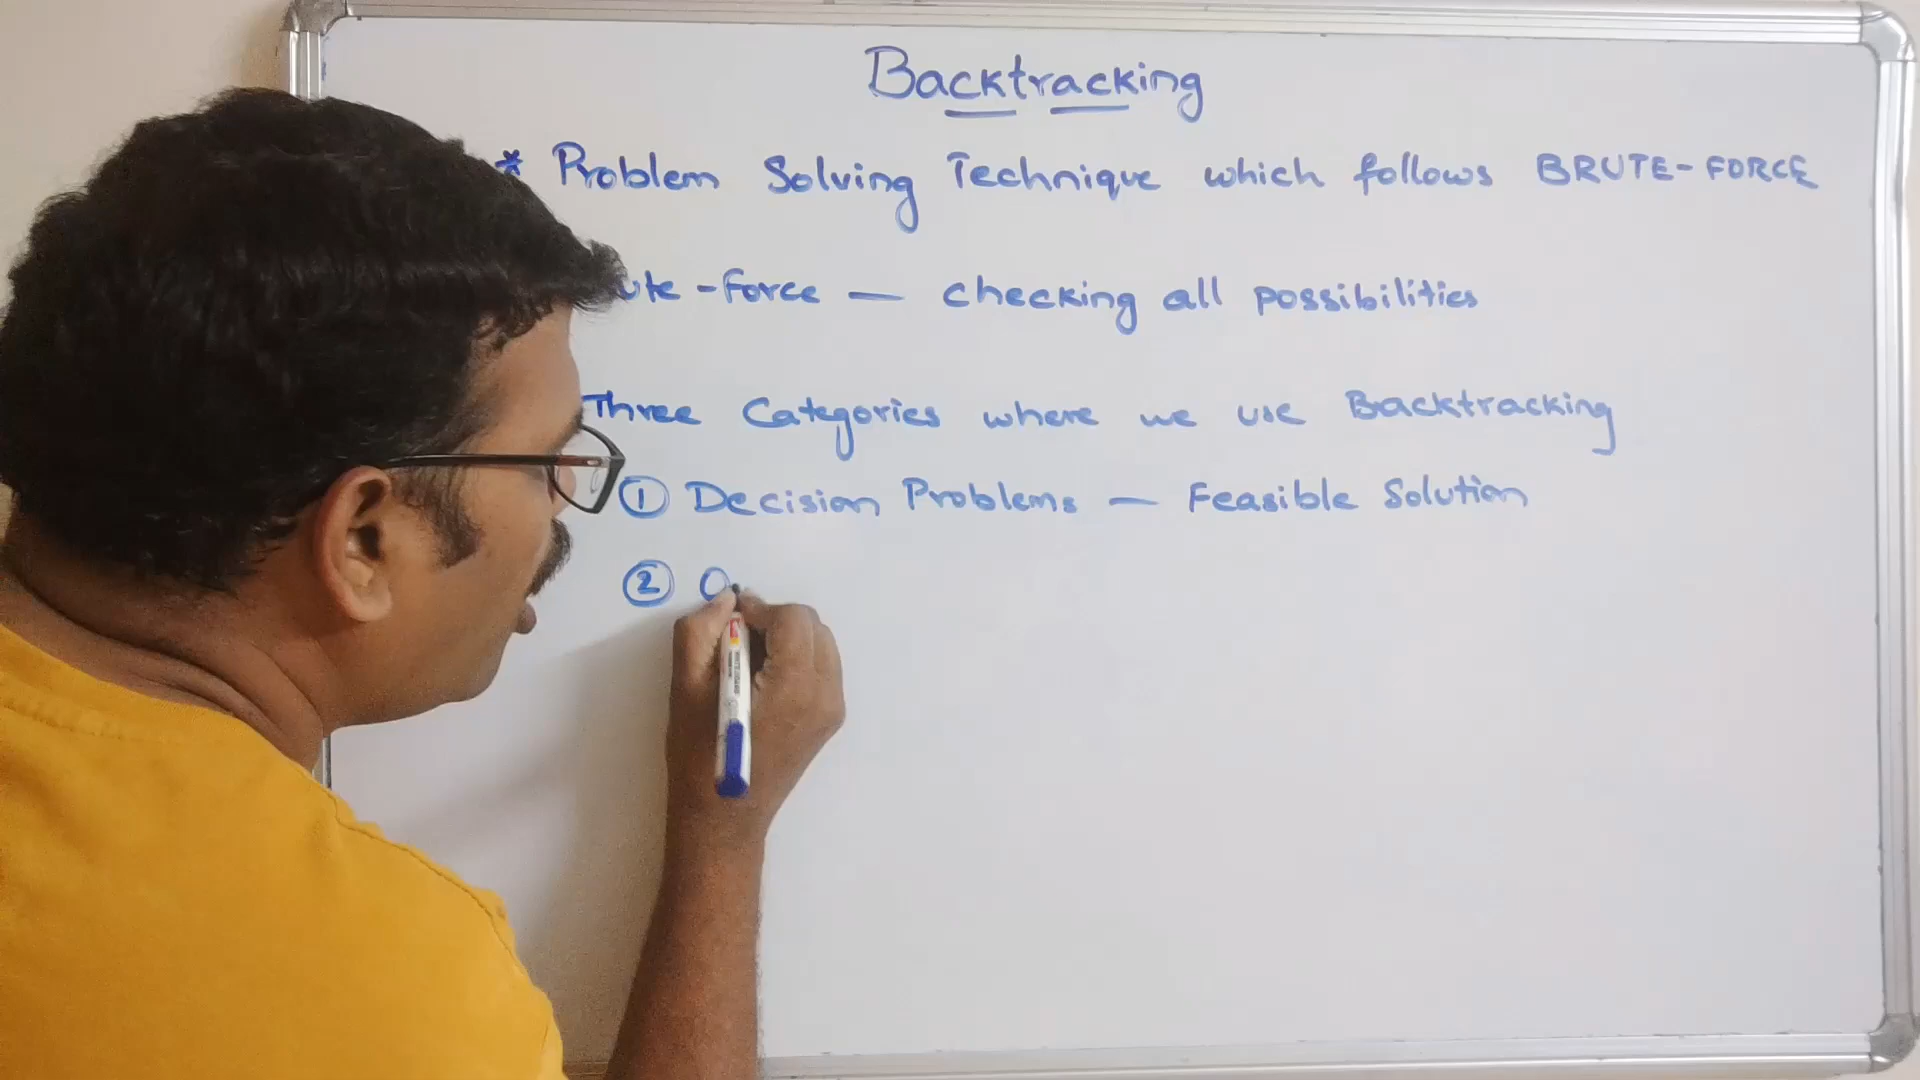 Backtracking
* Problem Solving Technique which follows BRUTE-FORCE
ute-Force — checking all possibilities
Three Categories where we use Backtracking
① Decision Problems — Feasible Solution
② O